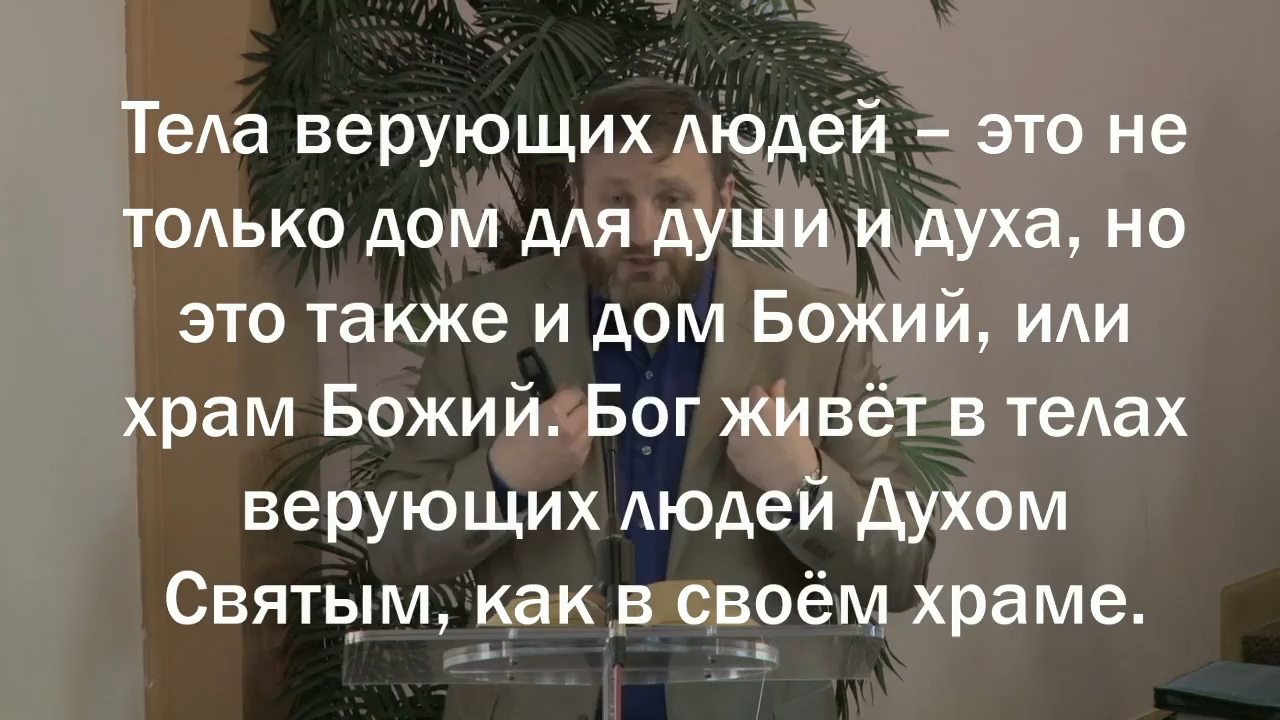 Тела верующих людей – это не
только дом для души и духа, но
это также и дом Божий, или
храм Божий. Бог живёт в телах
верующих людей Духом
Святым, как в своём храме.